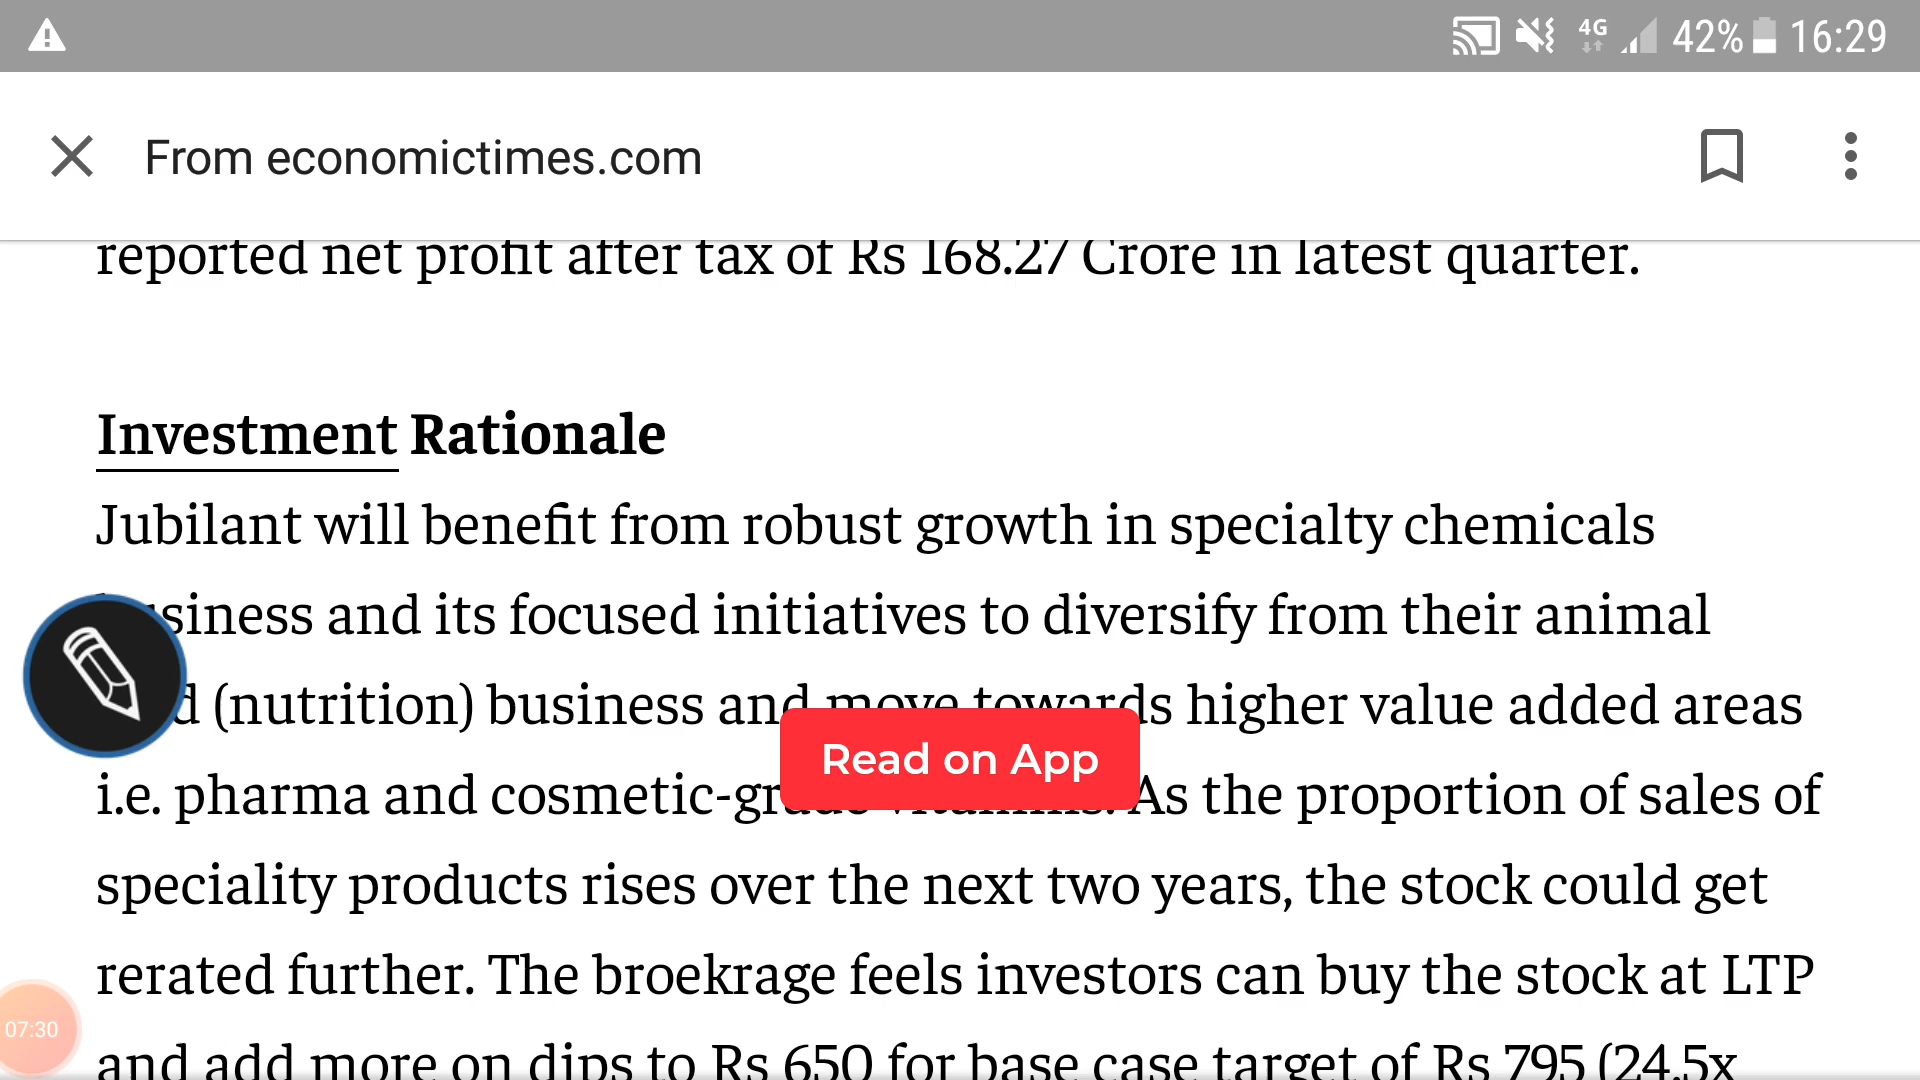 4G 42% 16:29
From economictimes.com
reported net profit after tax of Rs 168.27 Crore in latest quarter.
Investment Rationale
Jubilant will benefit from robust growth in specialty chemicals
siness and its focused initiatives to diversify from their animal
d (nutrition) business and move towards higher value added areas
Read on App
i.e. pharma and cosmetic-grade vitamins. As the proportion of sales of
speciality products rises over the next two years, the stock could get
rerated further. The broekrage feels investors can buy the stock at LTP
07:30
and add more on dips to Rs 650 for base case target of Rs 795 (24.5x